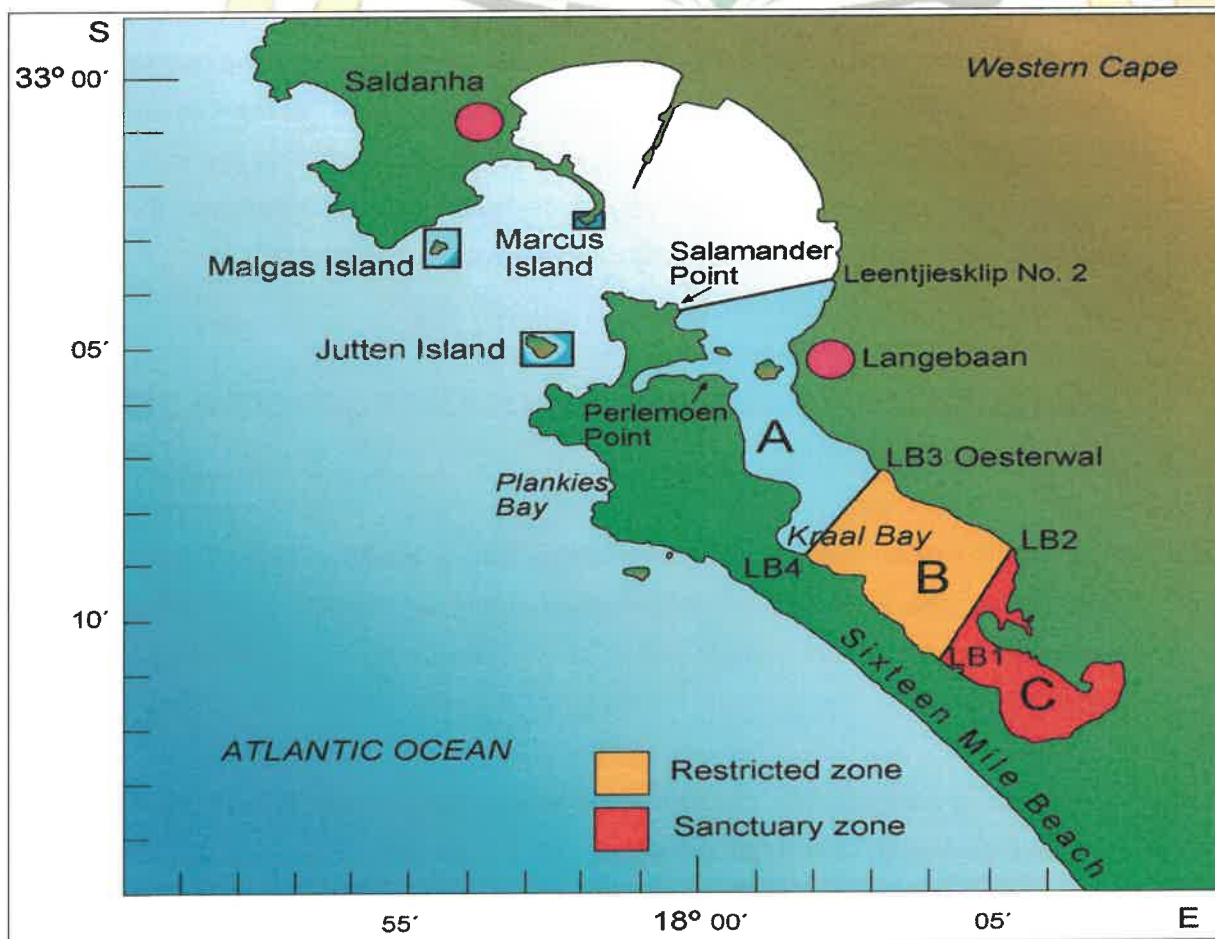 S
33° 00′
Western Cape
Saldanha
Marcus
Island
Malgas Island
Salamander
Point
Leentjiesklip No. 2
05′
Jutten Island
Langebaan
Perlemoen
Point
A
LB3 Oesterwal
Plankies
Bay
Kraal Bay
LB2
LB4
B
10′
LB1
C
Sixteen Mile Beach
ATLANTIC OCEAN
Restricted zone
Sanctuary zone
55′
18° 00′
05′
E